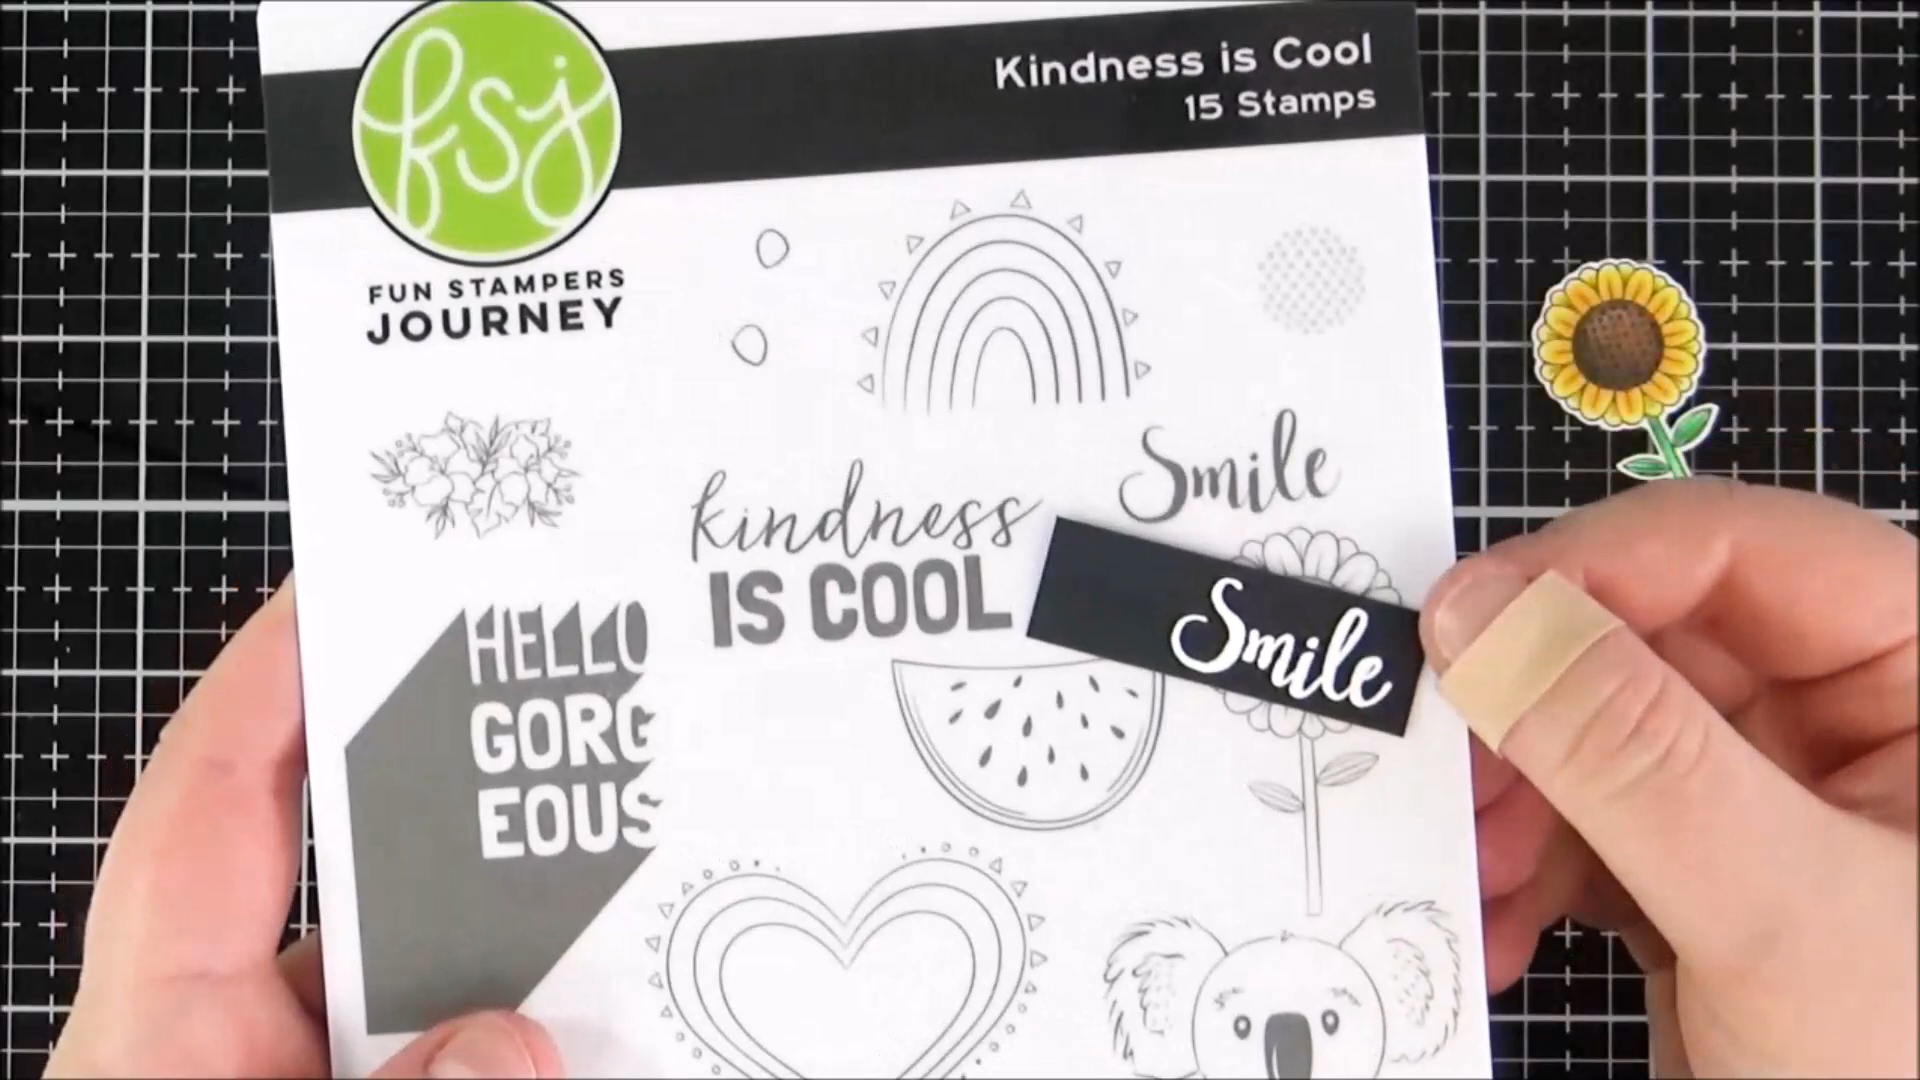 fsj
FUN STAMPERS
JOURNEY
Kindness is Cool
15 Stamps
Smile
kindness
IS COOL
Smile
HELLO
GORG
EOUS